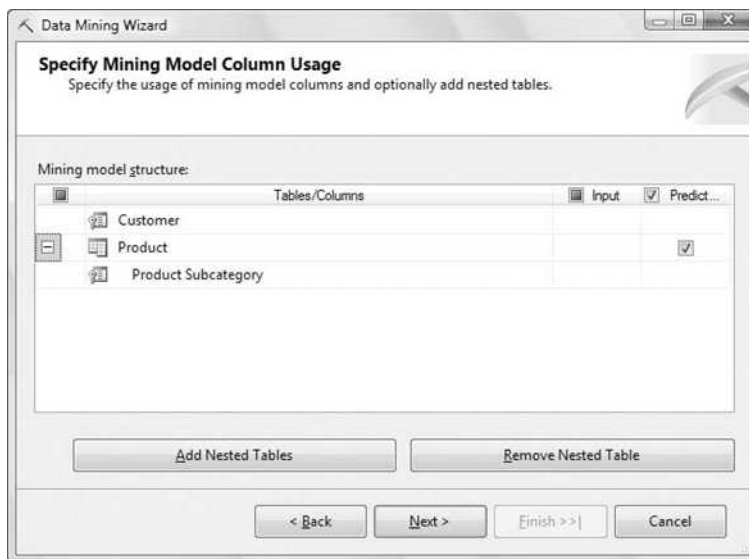 Data Mining Wizard
Specify Mining Model Column Usage
Specify the usage of mining model columns and optionally add nested tables.
Mining model structure:
Tables/Columns Input Predict...
Customer
Product
Product Subcategory
Add Nested Tables Remove Nested Table
< Back Next > Finish >>| Cancel